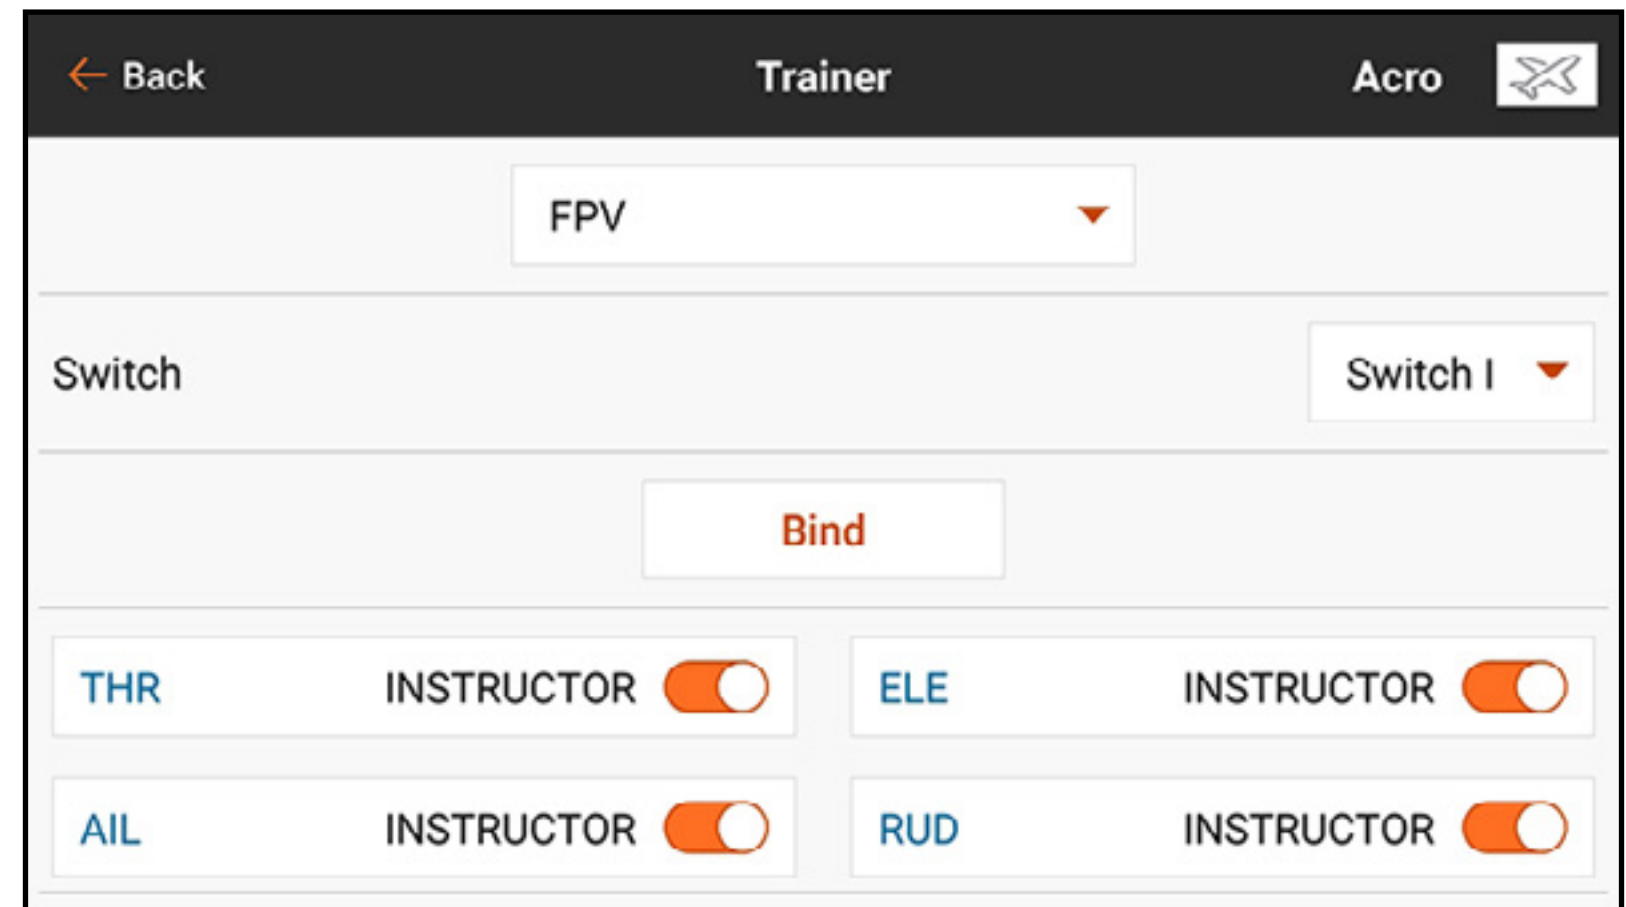 Back Trainer Acro
FPV
Switch Switch I
Bind
THR INSTRUCTOR ELE INSTRUCTOR
AIL INSTRUCTOR RUD INSTRUCTOR